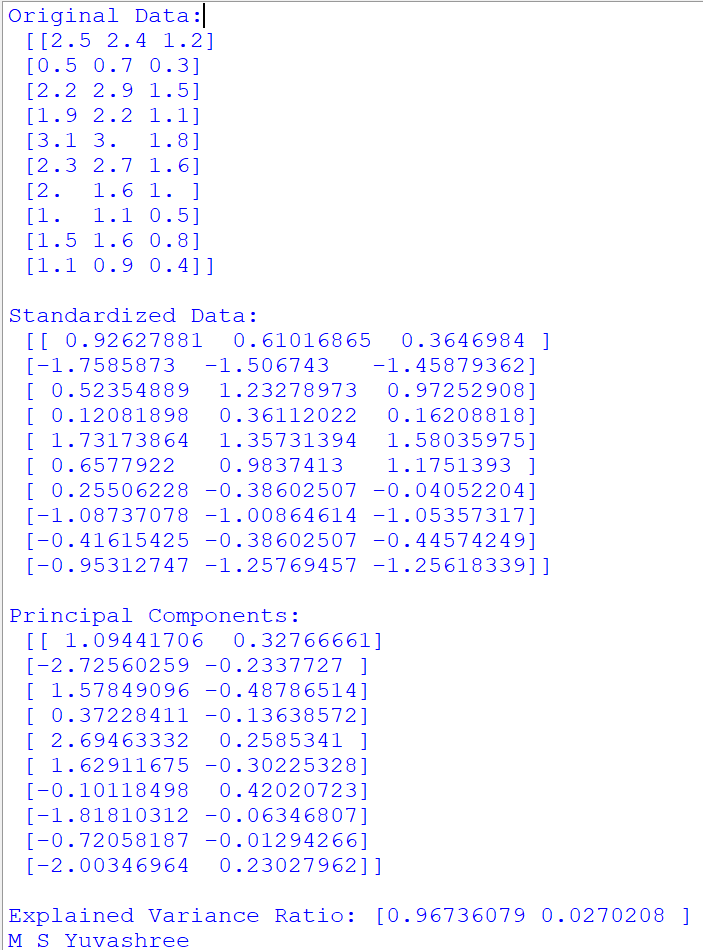 Original Data:
[[2.5 2.4 1.2]
[0.5 0.7 0.3]
[2.2 2.9 1.5]
[1.9 2.2 1.1]
[3.1 3.  1.8]
[2.3 2.7 1.6]
[2.  1.6 1. ]
[1.  1.1 0.5]
[1.5 1.6 0.8]
[1.1 0.9 0.4]]

Standardized Data:
[[ 0.92627881  0.61016865  0.3646984 ]
[-1.7585873  -1.506743   -1.45879362]
[ 0.52354889  1.23278973  0.97252908]
[ 0.12081898  0.36112022  0.16208818]
[ 1.73173864  1.35731394  1.58035975]
[ 0.6577922   0.9837413   1.1751393 ]
[ 0.25506228 -0.38602507 -0.04052204]
[-1.08737078 -1.00864614 -1.05357317]
[-0.41615425 -0.38602507 -0.44574249]
[-0.95312747 -1.25769457 -1.25618339]]

Principal Components:
[[ 1.09441706  0.32766661]
[-2.72560259 -0.2337727 ]
[ 1.57849096 -0.48786514]
[ 0.37228411 -0.13638572]
[ 2.69463332  0.2585341 ]
[ 1.62911675 -0.30225328]
[-0.10118498  0.42020723]
[-1.81810312 -0.06346807]
[-0.72058187 -0.01294266]
[-2.00346964  0.23027962]]

Explained Variance Ratio: [0.96736079 0.0270208 ]
M S Yuvashree